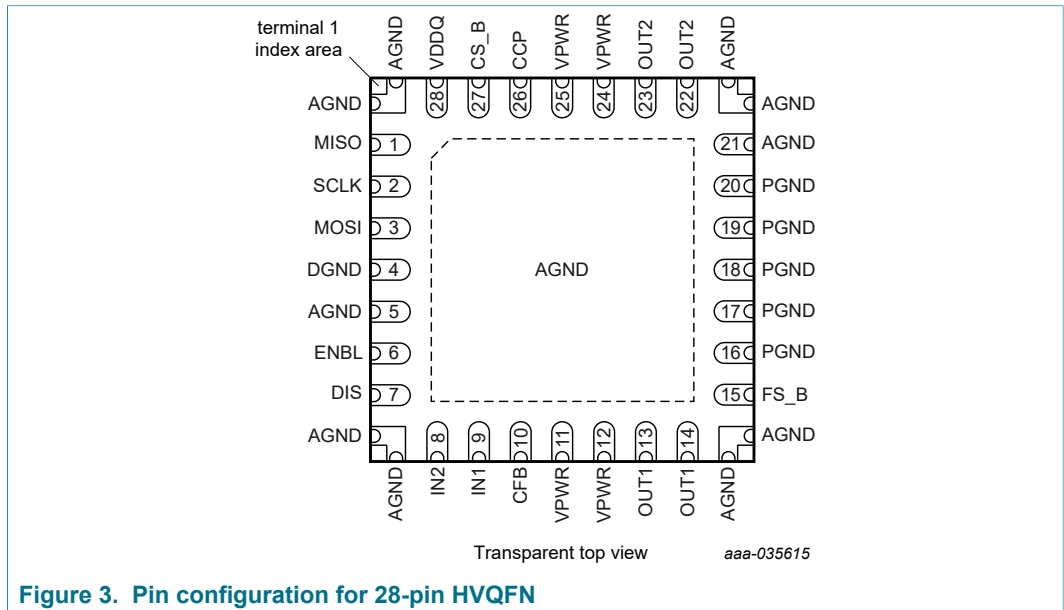 terminal 1
index area
AGND
VDDQ
CS_B
CCP
VPWR
VPWR
OUT2
OUT2
AGND
28
27
26
25
24
23
22
AGND
AGND
MISO 1
21 AGND
SCLK 2
20 PGND
MOSI 3
19 PGND
DGND 4
AGND
18 PGND
AGND 5
17 PGND
ENBL 6
16 PGND
DIS 7
15 FS_B
AGND
AGND
8
9
10
11
12
13
14
AGND
IN2
IN1
CFB
VPWR
VPWR
OUT1
OUT1
AGND
Transparent top view
aaa-035615
Figure 3. Pin configuration for 28-pin HVQFN